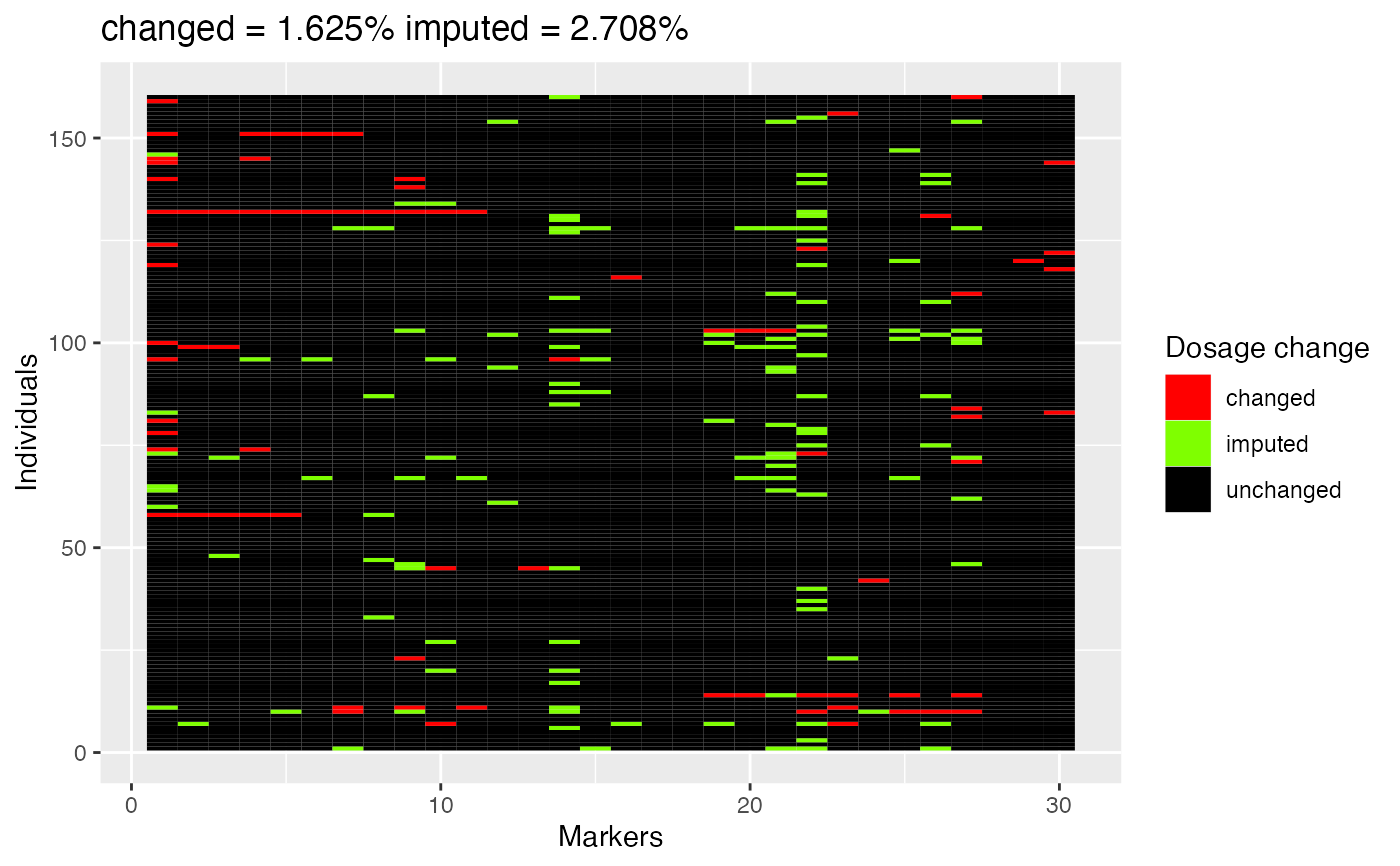 changed = 1.625% imputed = 2.708%
150
100
50
0
Individuals
0 10 20 30
Markers
Dosage change
changed
imputed
unchanged